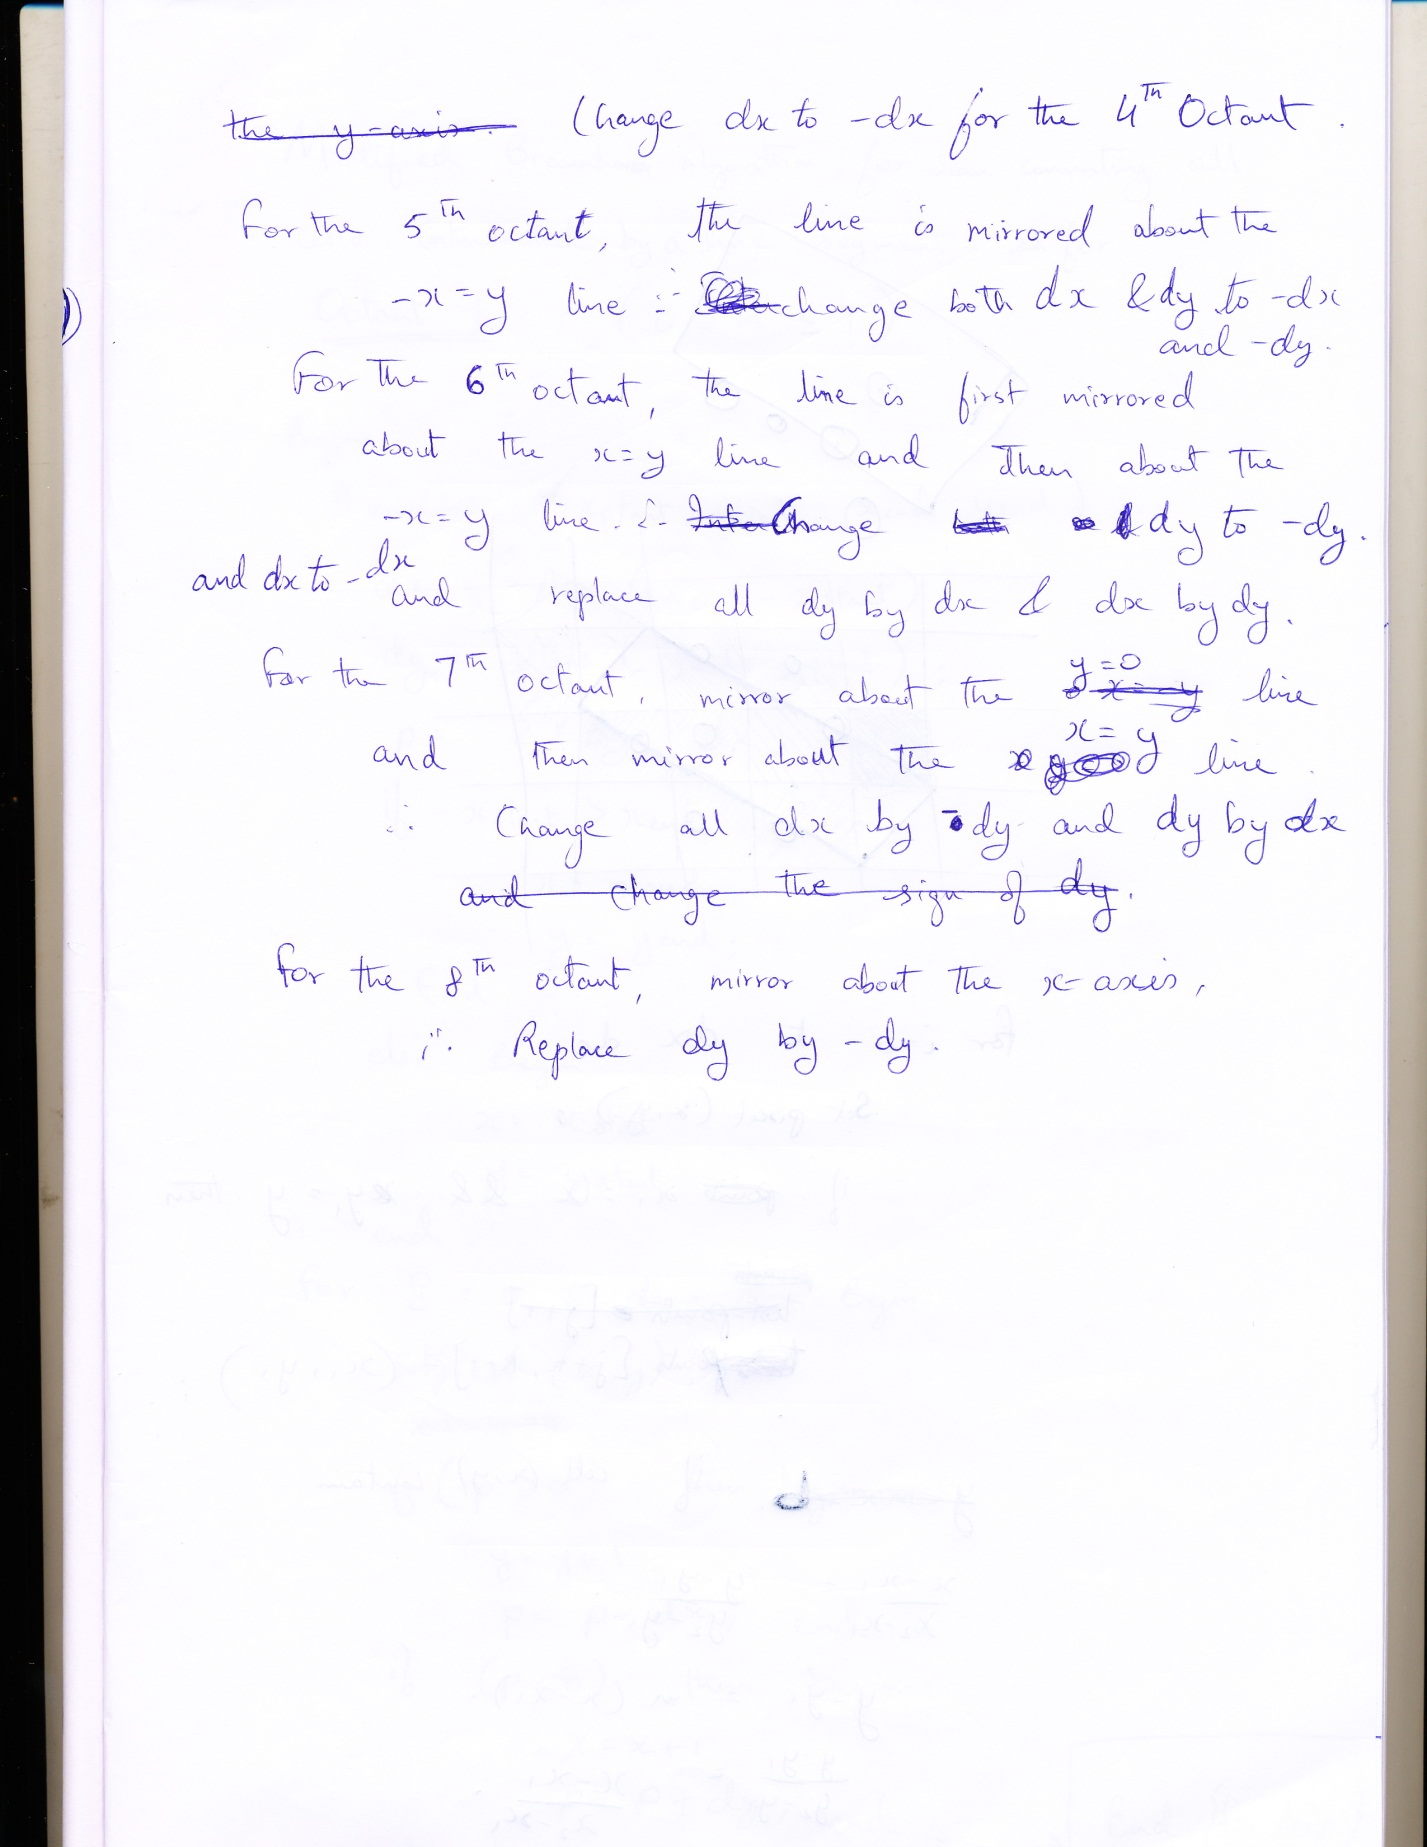 the y-axis. Change dx to -dx for the 4Th Octant.
For the 5Th octant, the line is mirrored about the
-x=y line ∴ change both dx & dy to -dx
and -dy.
For the 6Th octant, the line is first mirrored
about the x=y line and then about the
-x=y line. ∴ Inter Change both & dy to -dy.
and dx to -dx
and replace all dy by dx & dx by dy.
For the 7Th octant, mirror about the y=0 x=-y line
and then mirror about the x=y line.
∴ Change all dx by -dy and dy by dx
and change the sign of dy.
For the 8Th octant, mirror about the x-axis,
∴ Replace dy by -dy.